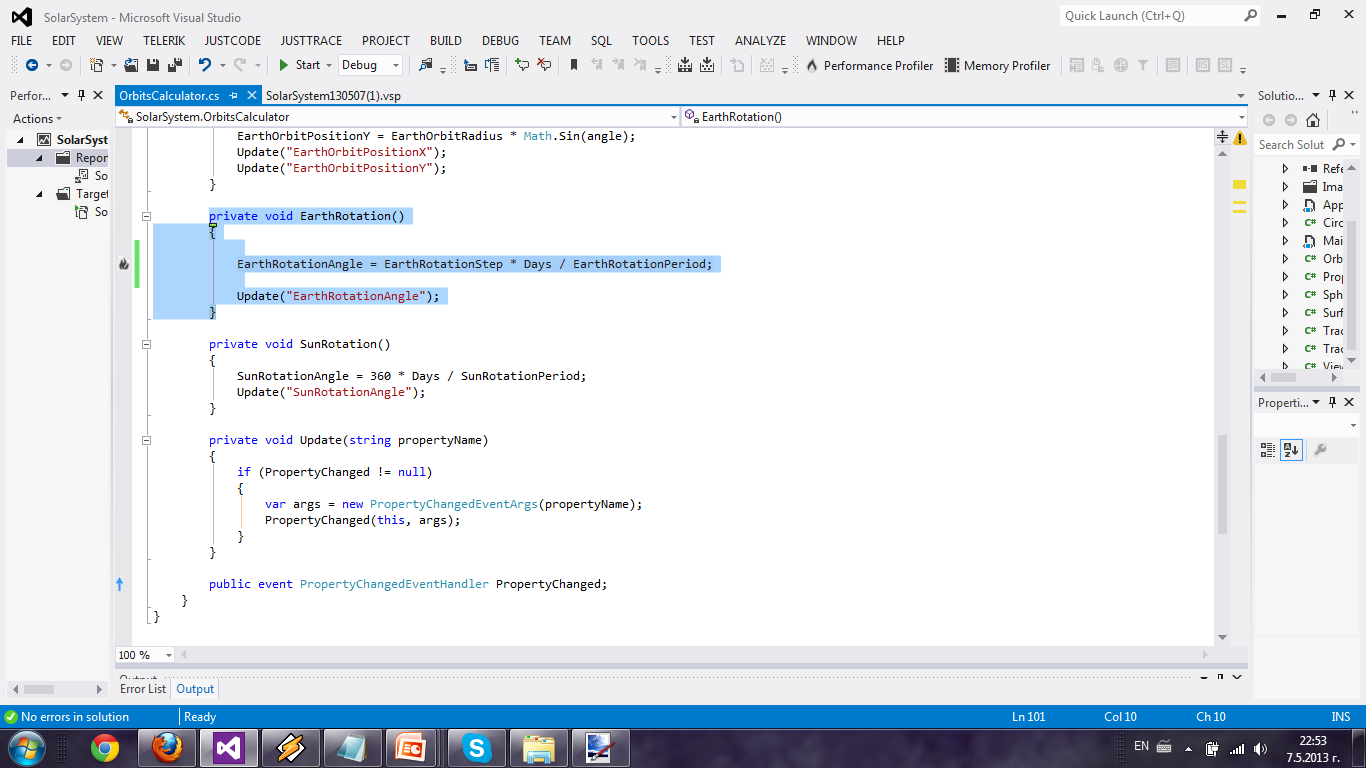 SolarSystem - Microsoft Visual Studio
Quick Launch (Ctrl+Q)
FILE EDIT VIEW TELERIK JUSTCODE JUSTTRACE PROJECT BUILD DEBUG TEAM SQL TOOLS TEST ANALYZE WINDOW HELP
Start Debug Performance Profiler Memory Profiler
Perfor...
OrbitsCalculator.cs
SolarSystem130507(1).vsp
Solutio...
Actions
SolarSystem.OrbitsCalculator
EarthRotation()
SolarSyst
Repor
So
Targe
So
Search Solut
Refe
Ima
App
Circ
Mai
Orb
Prop
Sph
Surf
Trac
Trac
View
Properti...
EarthOrbitPositionY = EarthOrbitRadius * Math.Sin(angle);
Update("EarthOrbitPositionX");
Update("EarthOrbitPositionY");
}
private void EarthRotation()
{
EarthRotationAngle = EarthRotationStep * Days / EarthRotationPeriod;
Update("EarthRotationAngle");
}
private void SunRotation()
{
SunRotationAngle = 360 * Days / SunRotationPeriod;
Update("SunRotationAngle");
}
private void Update(string propertyName)
{
if (PropertyChanged != null)
{
var args = new PropertyChangedEventArgs(propertyName);
PropertyChanged(this, args);
}
}
public event PropertyChangedEventHandler PropertyChanged;
}
}
100 %
Output
Error List Output
No errors in solution Ready Ln 101 Col 10 Ch 10 INS
EN
22:53
7.5.2013 г.